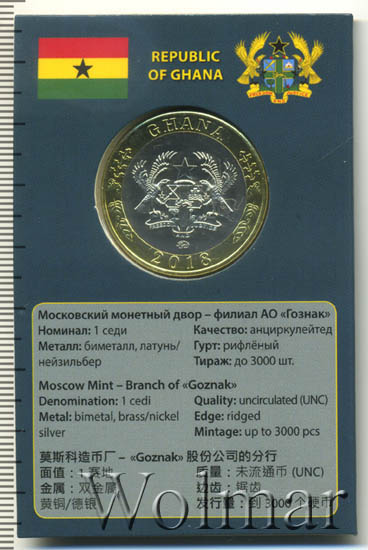 REPUBLIC
OF GHANA
GHANA
2018
Московский монетный двор – филиал АО «Гознак»
Номинал: 1 седи
Качество: анциркулейтед
Металл: биметалл, латунь/
нейзильбер
Гурт: рифлёный
Тираж: до 3000 шт.
Moscow Mint – Branch of «Goznak»
Denomination: 1 cedi
Quality: uncirculated (UNC)
Metal: bimetal, brass/nickel
silver
Edge: ridged
Mintage: up to 3000 pcs
莫斯科造币厂 – «Goznak» 股份公司的分行
面值：1 赛地
质量：未流通币 (UNC)
金属：双金属
黄铜/德银
边齿：锯齿
发行量：到 3000 个硬币
Wolmar